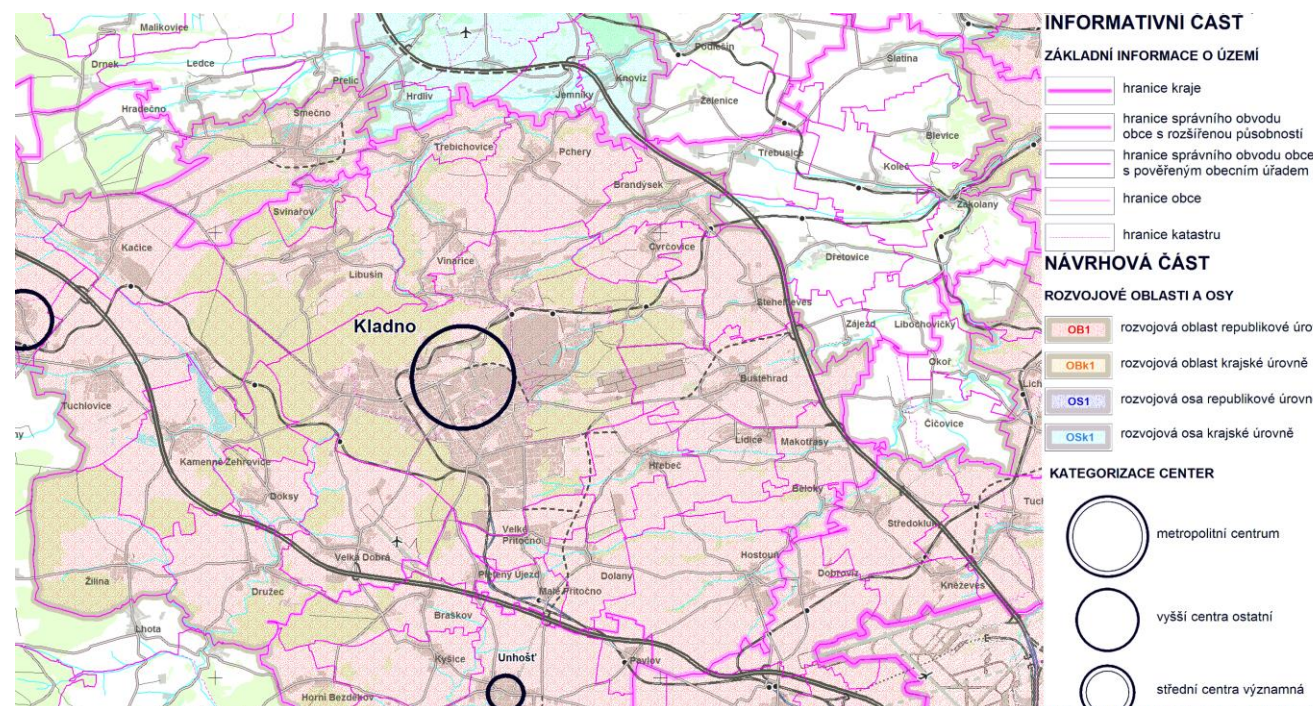 Malíkovice
Drnek
Ledce
Přelíc
Hradečno
Smečno
Hrdlív
Jemníky
Knovíz
Podlešín
Slatina
Zelenice
Třebichovice
Pchery
Třebusice
Blevice
Koleč
Brandýsek
Svinařov
Zákolany
Kačice
Cvrčovice
Vinařice
Libušín
Dřetovice
Stehelčeves
Kladno
Zájezd
Libochovičky
Okoř
Buštěhrad
Tuchlovice
Číčovice
Lidice
Makotřasy
Kamenné Žehrovice
Hřebeč
Doksy
Běloky
Středokluky
Velké
Přítočno
Velká Dobrá
Hostouň
Pletený Újezd
Dolany
Dobrovíz
Žilina
Kněževes
Družec
Malé Přítočno
Braškov
Lhota
Kyšice
Unhošť
Pavlov
Horní Bezděkov
INFORMATIVNÍ ČÁST
ZÁKLADNÍ INFORMACE O ÚZEMÍ
hranice kraje
hranice správního obvodu
obce s rozšířenou působností
hranice správního obvodu obce
s pověřeným obecním úřadem
hranice obce
hranice katastru
NÁVRHOVÁ ČÁST
ROZVOJOVÉ OBLASTI A OSY
OB1 rozvojová oblast republikové úro
OBk1 rozvojová oblast krajské úrovně
OS1 rozvojová osa republikové úrovn
OSk1 rozvojová osa krajské úrovně
KATEGORIZACE CENTER
metropolitní centrum
vyšší centra ostatní
střední centra významná